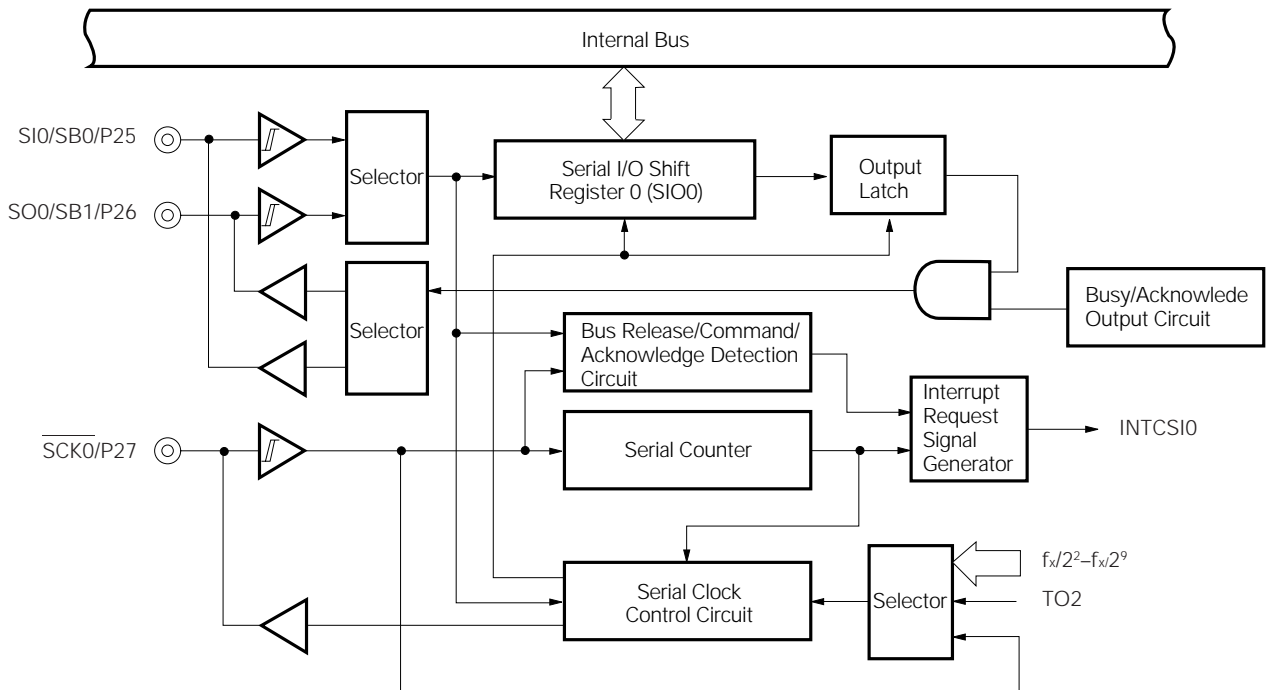 Internal Bus
SI0/SB0/P25
Selector
Serial I/O Shift
Register 0 (SIO0)
Output
Latch
SO0/SB1/P26
Selector
Busy/Acknowlede
Output Circuit
Bus Release/Command/
Acknowledge Detection
Circuit
Interrupt
Request
Signal
Generator
INTCSI0
SCK0/P27
Serial Counter
Serial Clock
Control Circuit
Selector
fx/2²–fx/2⁹
TO2